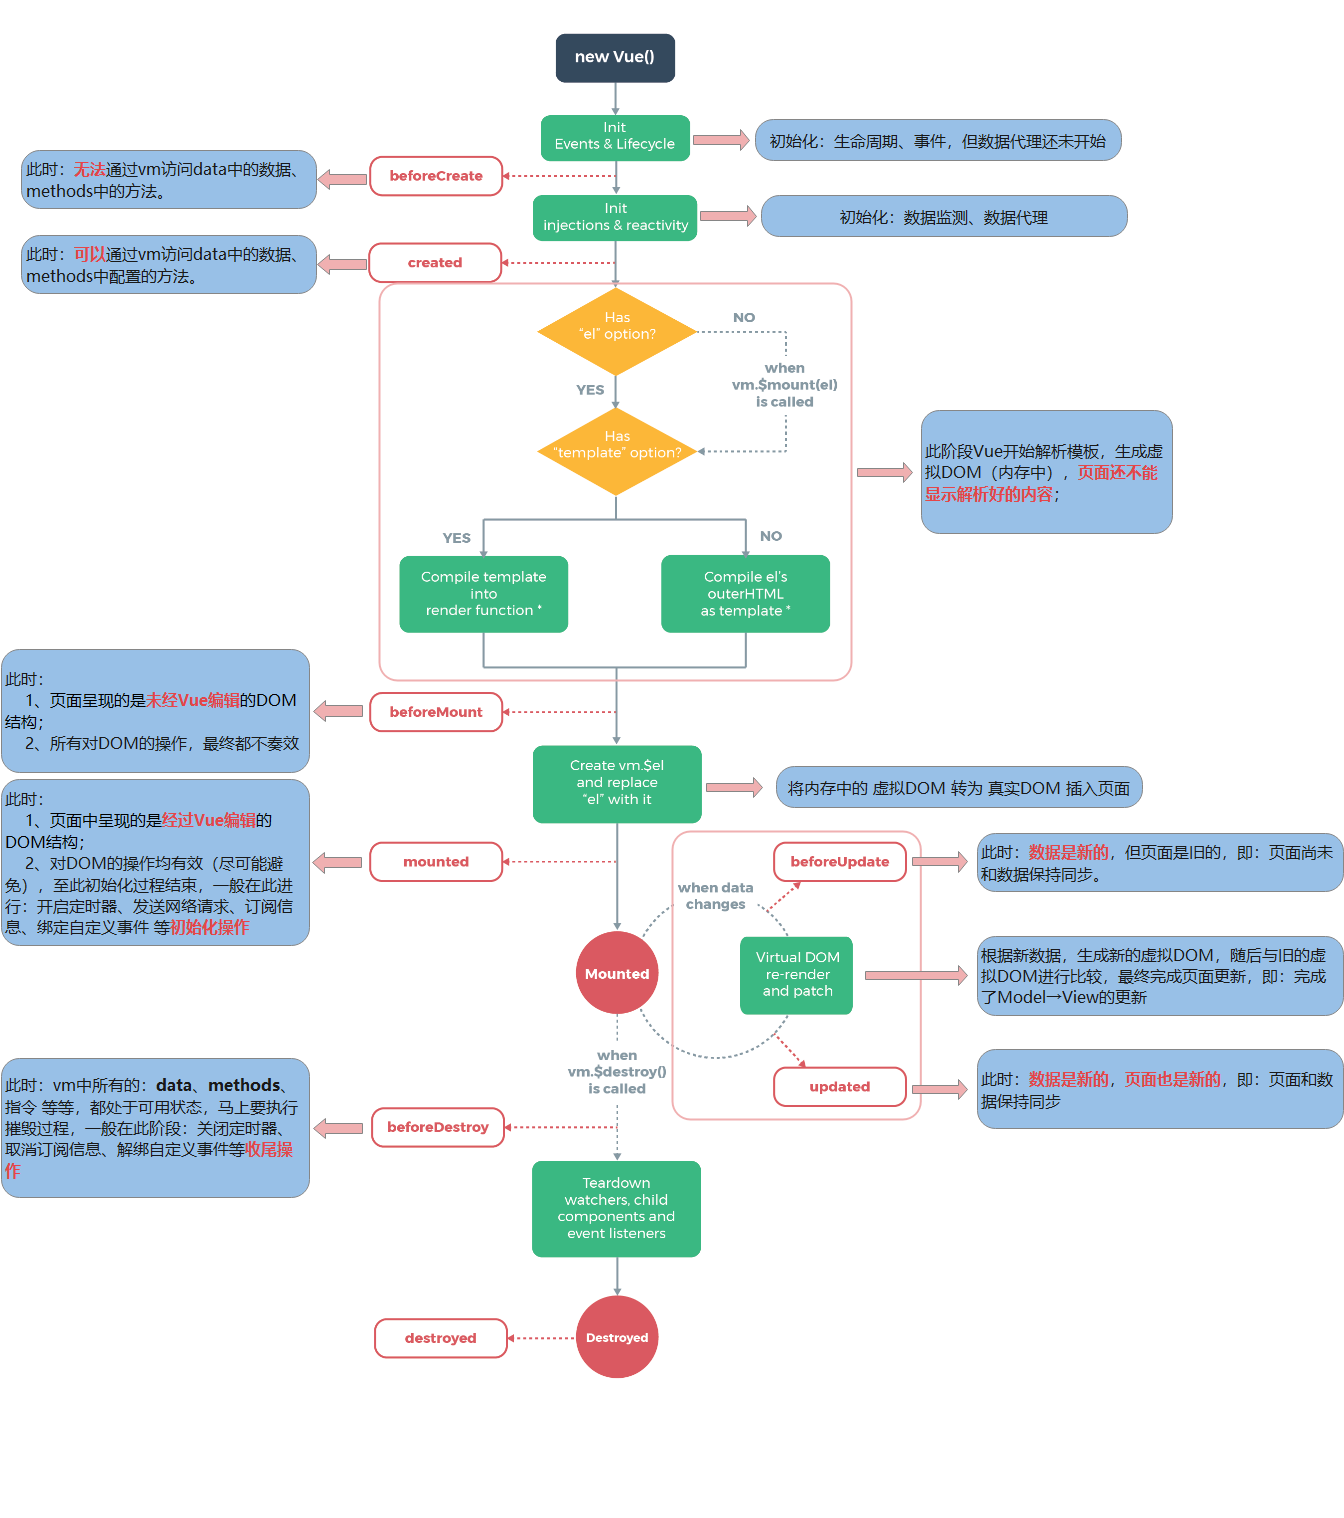 new Vue()
Init
Events & Lifecycle
初始化：生命周期、事件，但数据代理还未开始
此时：无法通过vm访问data中的数据、
methods中的方法。
beforeCreate
Init
injections & reactivity
初始化：数据监测、数据代理
此时：可以通过vm访问data中的数据、
methods中配置的方法。
created
Has
“el” option?
NO
when
vm.$mount(el)
is called
YES
Has
“template” option?
此阶段Vue开始解析模板，生成虚
拟DOM（内存中），页面还不能
显示解析好的内容；
YES
NO
Compile template
into
render function *
Compile el’s
outerHTML
as template *
此时：
1、页面呈现的是未经Vue编辑的DOM
结构；
2、所有对DOM的操作，最终都不奏效
beforeMount
Create vm.$el
and replace
“el” with it
将内存中的 虚拟DOM 转为 真实DOM 插入页面
此时：
1、页面中呈现的是经过Vue编辑的
DOM结构；
2、对DOM的操作均有效（尽可能避
免），至此初始化过程结束，一般在此进
行：开启定时器、发送网络请求、订阅信
息、绑定自定义事件 等初始化操作
mounted
beforeUpdate
此时：数据是新的，但页面是旧的，即：页面尚未
和数据保持同步。
when data
changes
Mounted
Virtual DOM
re-render
and patch
根据新数据，生成新的虚拟DOM，随后与旧的虚
拟DOM进行比较，最终完成页面更新，即：完成
了Model→View的更新
when
vm.$destroy()
is called
updated
此时：数据是新的，页面也是新的，即：页面和数
据保持同步
此时：vm中所有的：data、methods、
指令 等等，都处于可用状态，马上要执行
摧毁过程，一般在此阶段：关闭定时器、
取消订阅信息、解绑自定义事件等收尾操
作
beforeDestroy
Teardown
watchers, child
components and
event listeners
destroyed
Destroyed